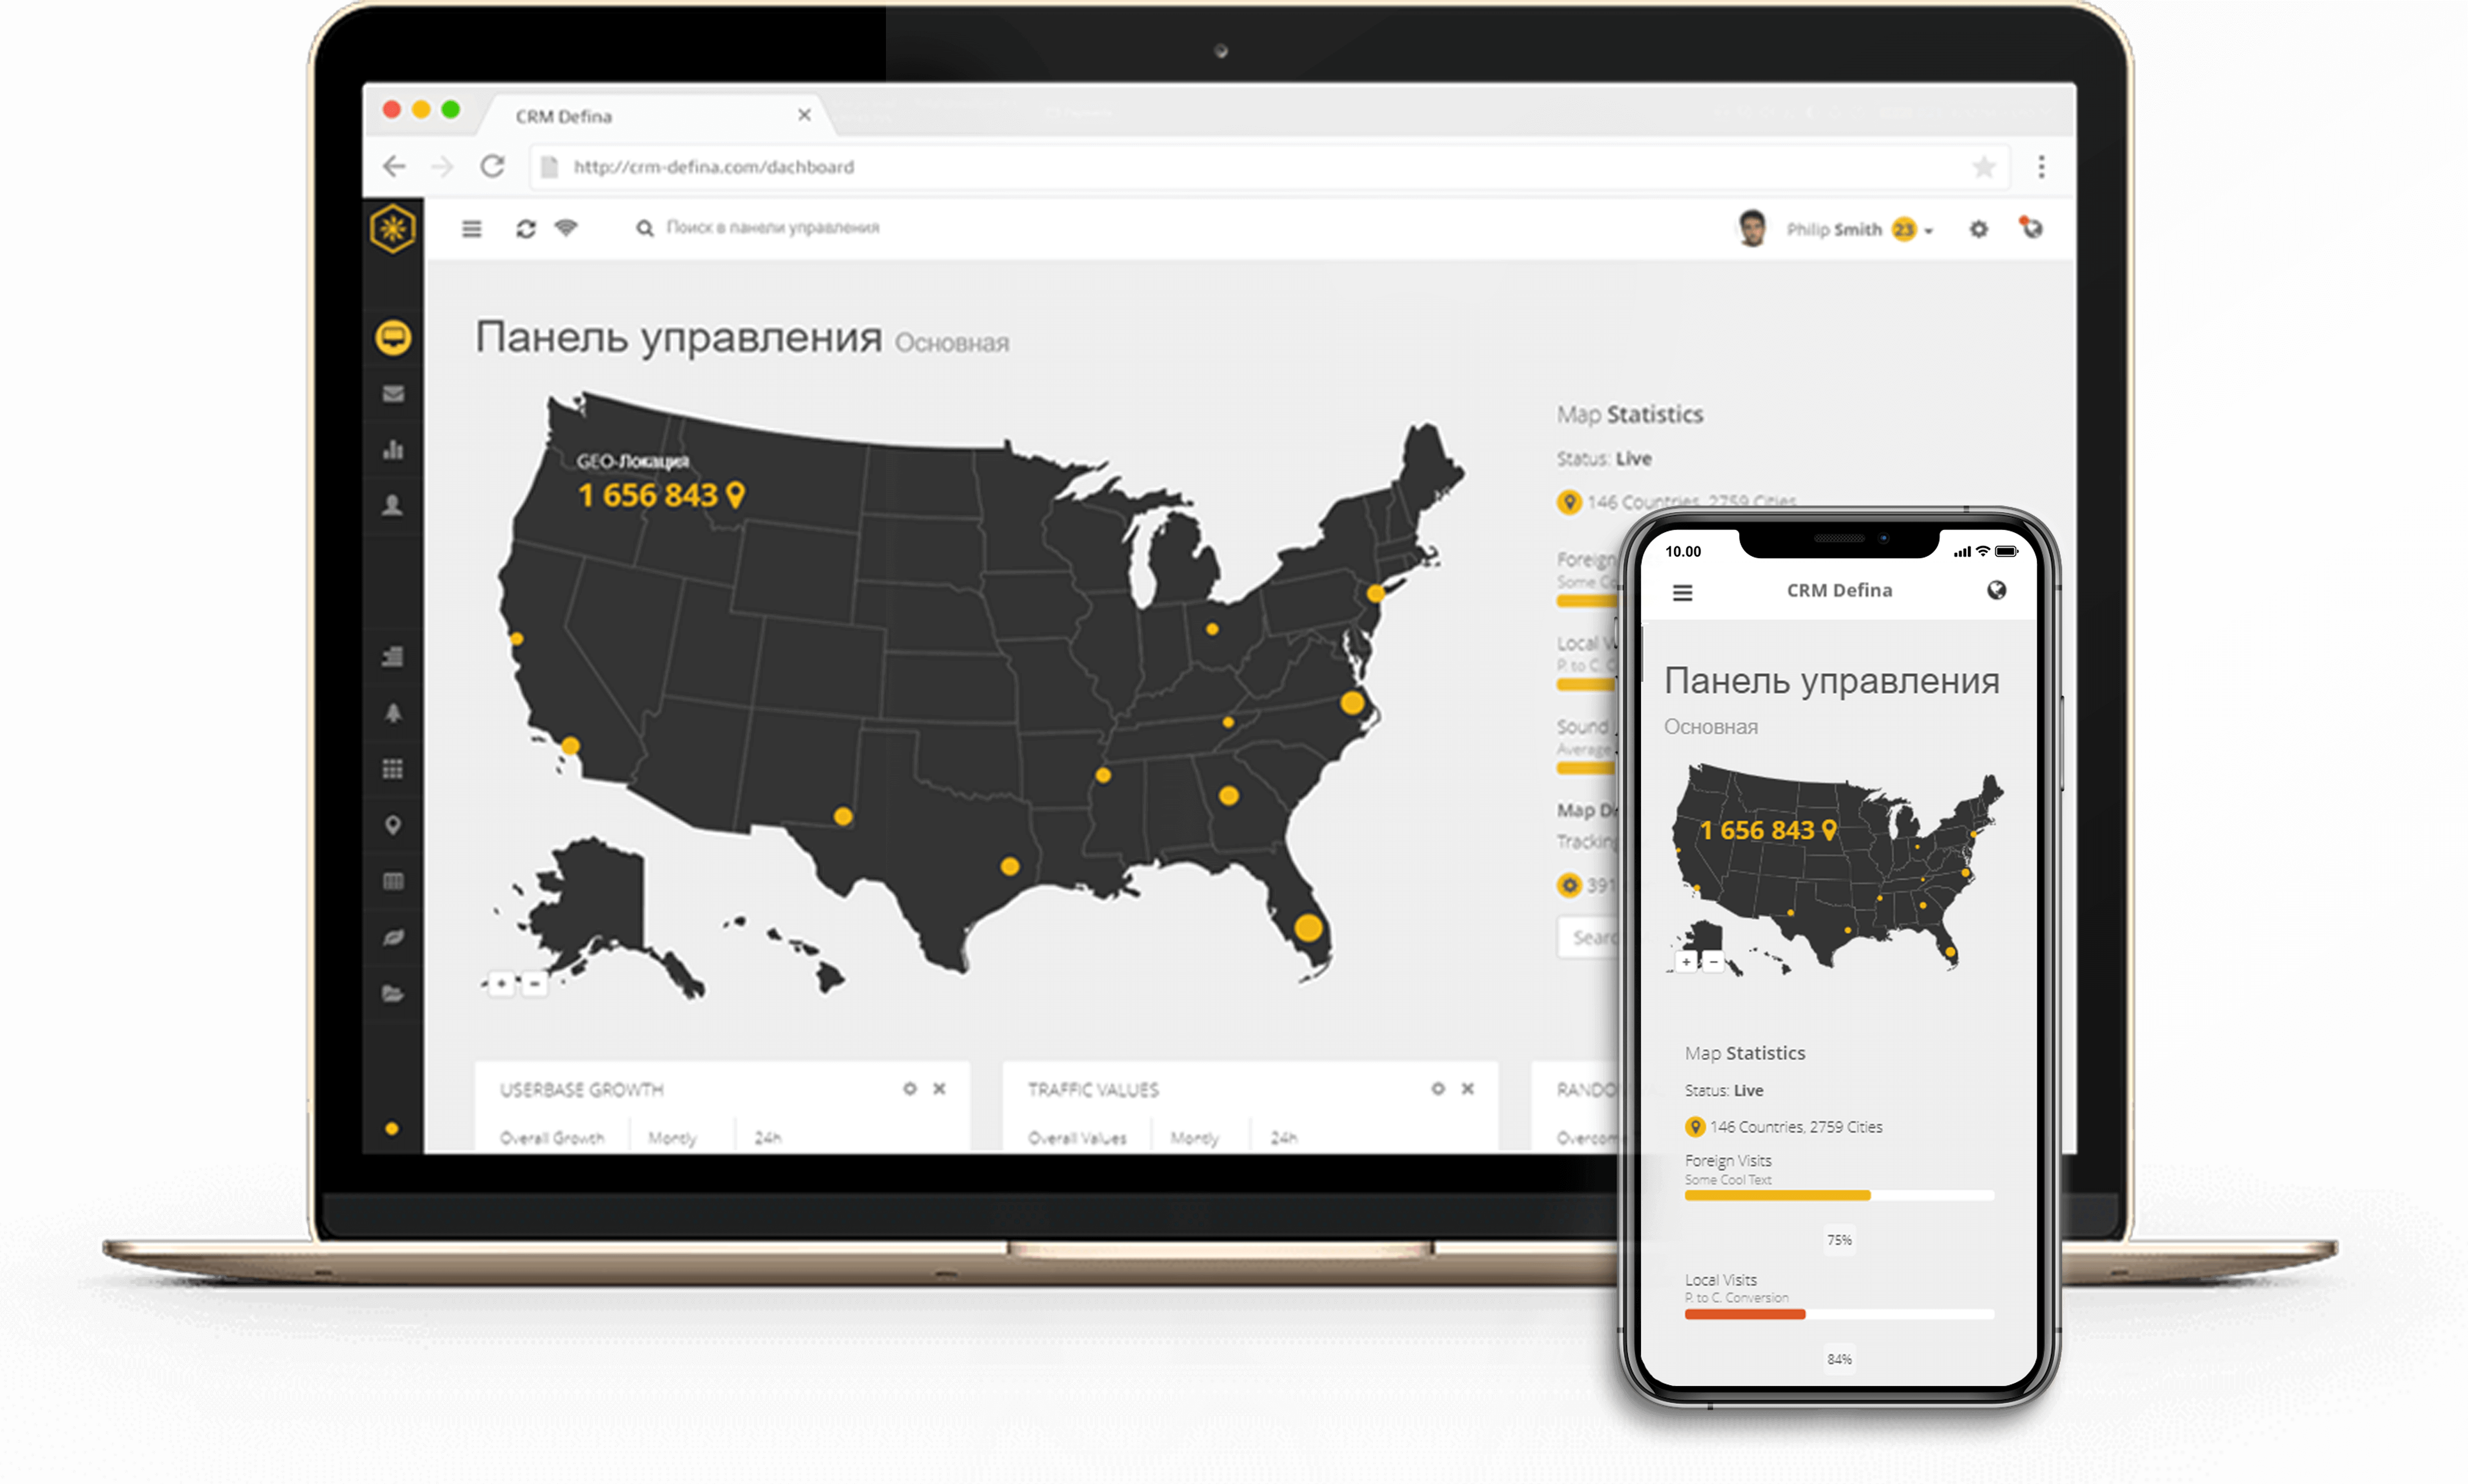 CRM Defina
http://crm-defina.com/dachboard
Поиск в панели управления
Philip Smith 23
Панель управления Основная
GEO-Локация
1 656 843
Map Statistics
Status: Live
146 Countries, 2759 Cities
Foreign
Some Co
Local V
P. to C. C
Sound
Average
Map Dr
Tracking
391
Searc
+ −
USERBASE GROWTH
Overall Growth Montly 24h
TRAFFIC VALUES
Overall Values Montly 24h
RANDO
Overcom
10.00
CRM Defina
Панель управления
Основная
1 656 843
+ −
Map Statistics
Status: Live
146 Countries, 2759 Cities
Foreign Visits
Some Cool Text
75%
Local Visits
P. to C. Conversion
84%